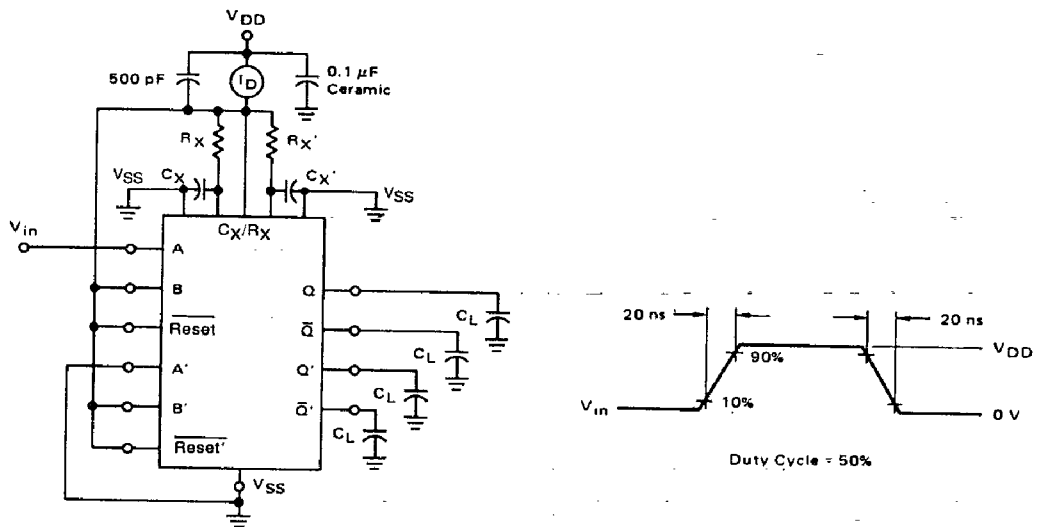 VDD
500 pF
ID
0.1 μF
Ceramic
RX
RX'
VSS
CX
CX'
VSS
CX/RX
Vin
A
B
Reset
A'
B'
Reset'
Q
Q
Q'
Q'
CL
CL
CL
CL
VSS
20 ns
20 ns
90%
10%
VDD
Vin
0 V
Duty Cycle = 50%